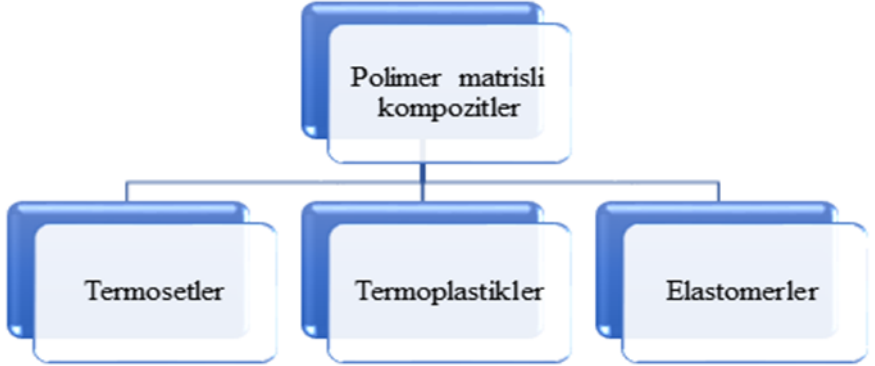 Polimer matrisli
kompozitler
Termosetler
Termoplastikler
Elastomerler